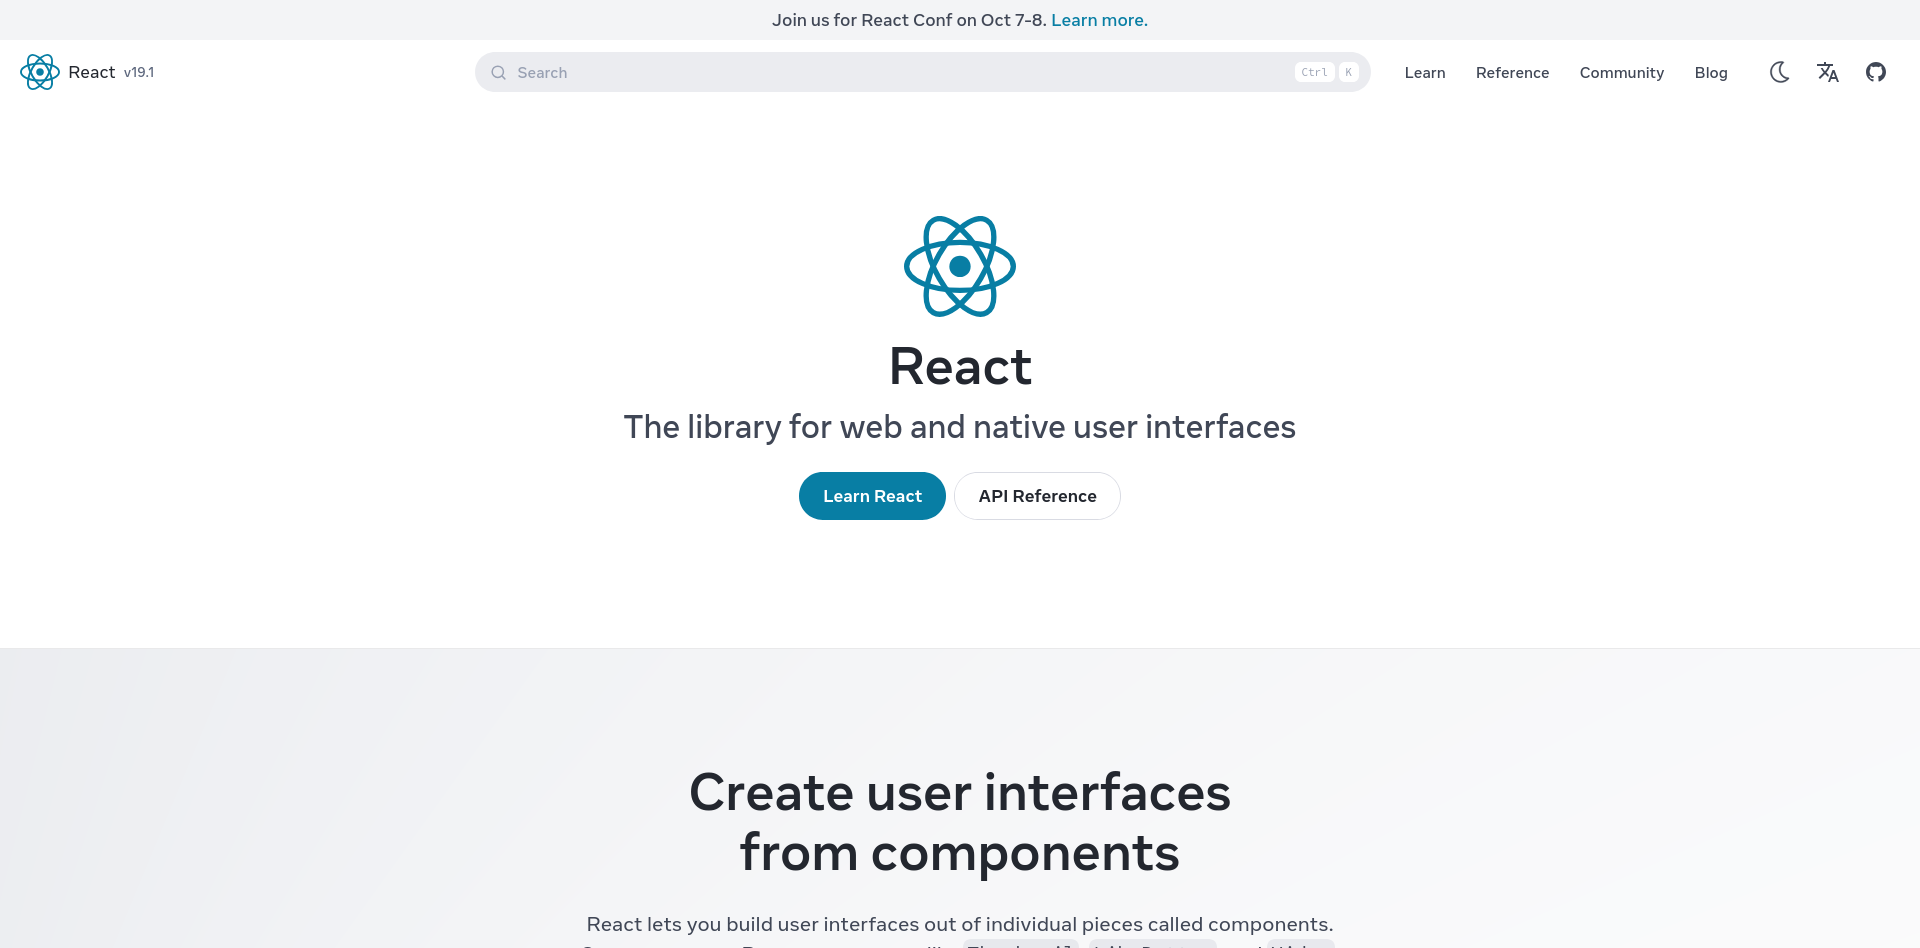 Join us for React Conf on Oct 7-8. Learn more.
React v19.1
Search
Ctrl K
Learn Reference Community Blog
React
The library for web and native user interfaces
Learn React API Reference
Create user interfaces
from components
React lets you build user interfaces out of individual pieces called components.